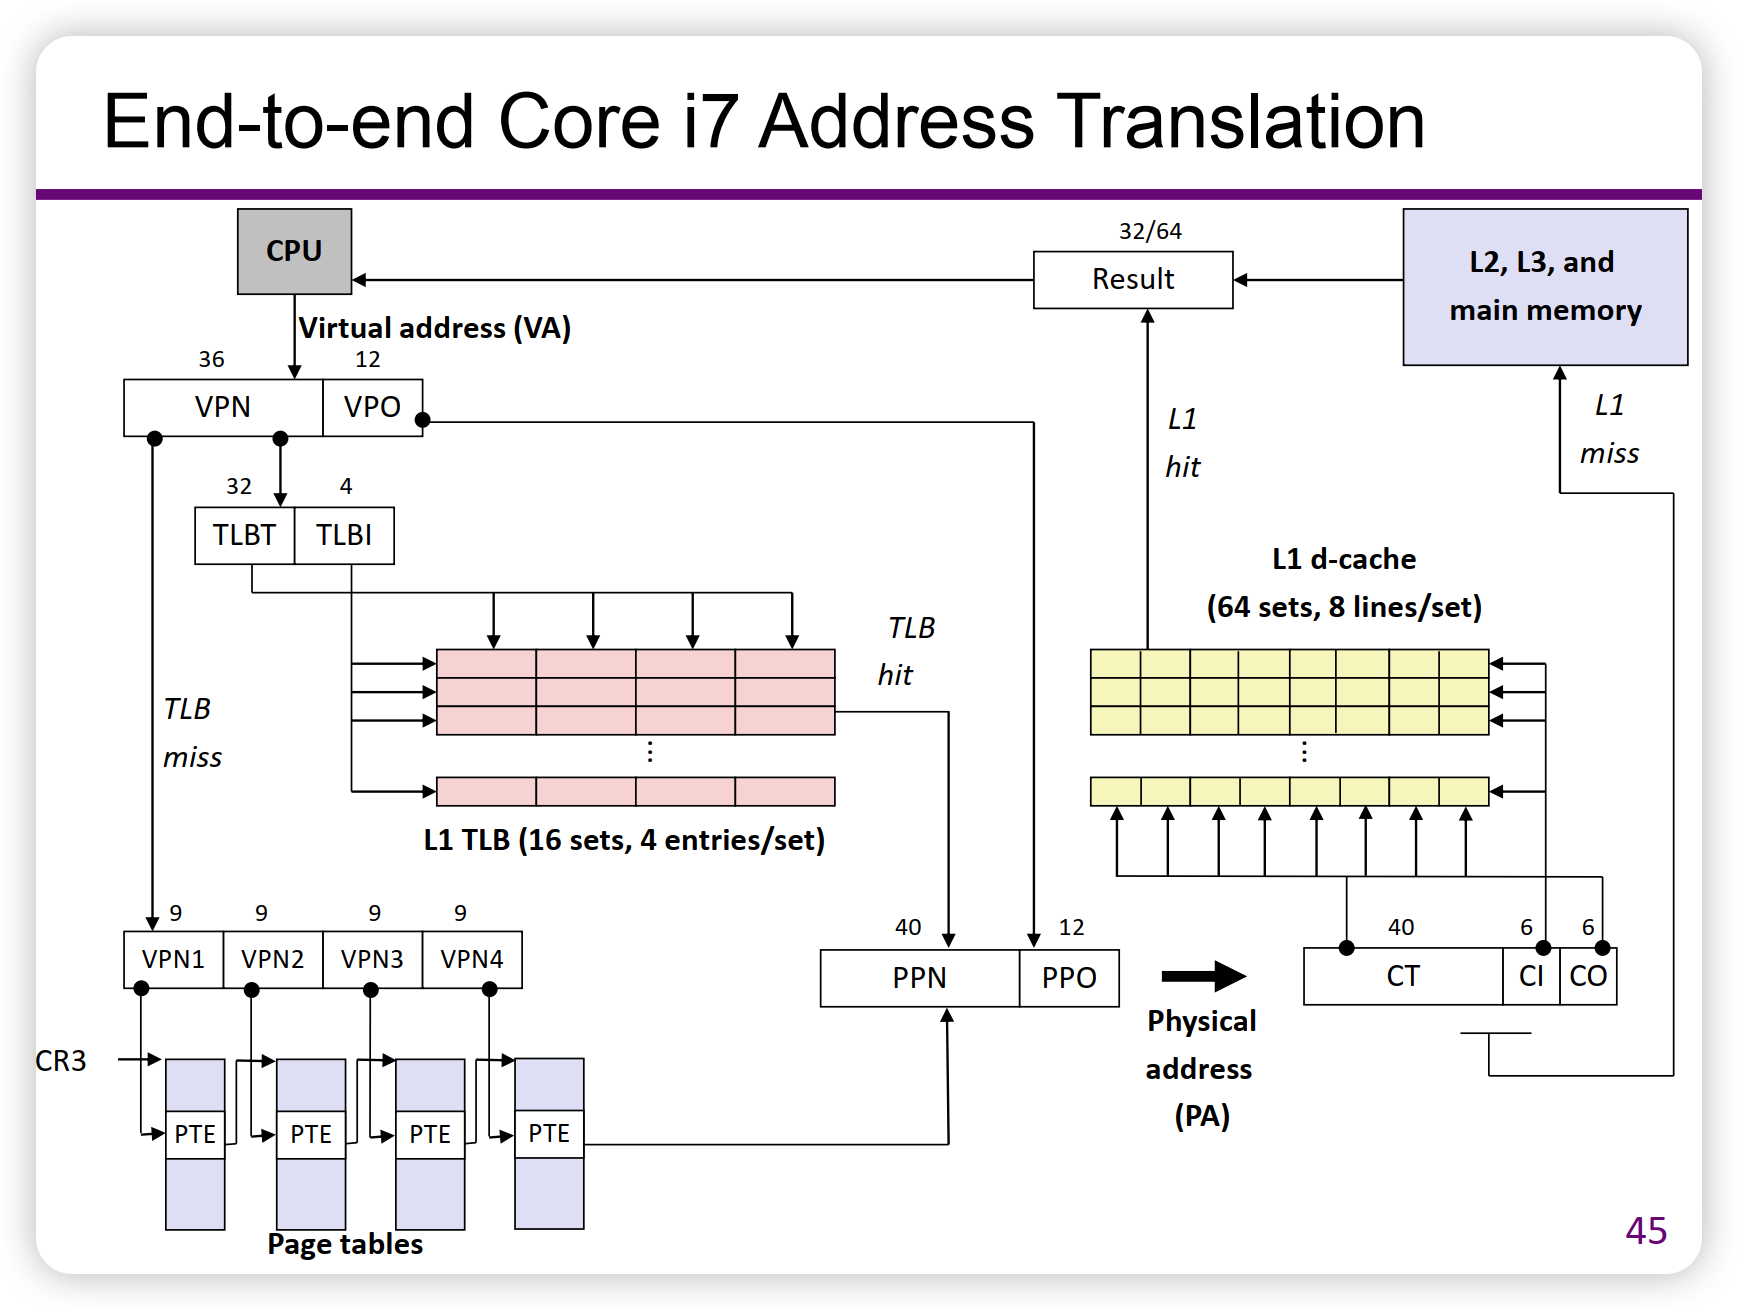 End-to-end Core i7 Address Translation
CPU
32/64
Result
L2, L3, and
main memory
Virtual address (VA)
36
12
VPN
VPO
L1
hit
L1
miss
32
4
TLBT
TLBI
L1 d-cache
(64 sets, 8 lines/set)
TLB
hit
TLB
miss
...
...
L1 TLB (16 sets, 4 entries/set)
9
9
9
9
VPN1
VPN2
VPN3
VPN4
40
12
PPN
PPO
40
6
6
CT
CI
CO
Physical
address
(PA)
CR3
PTE
PTE
PTE
PTE
Page tables
45